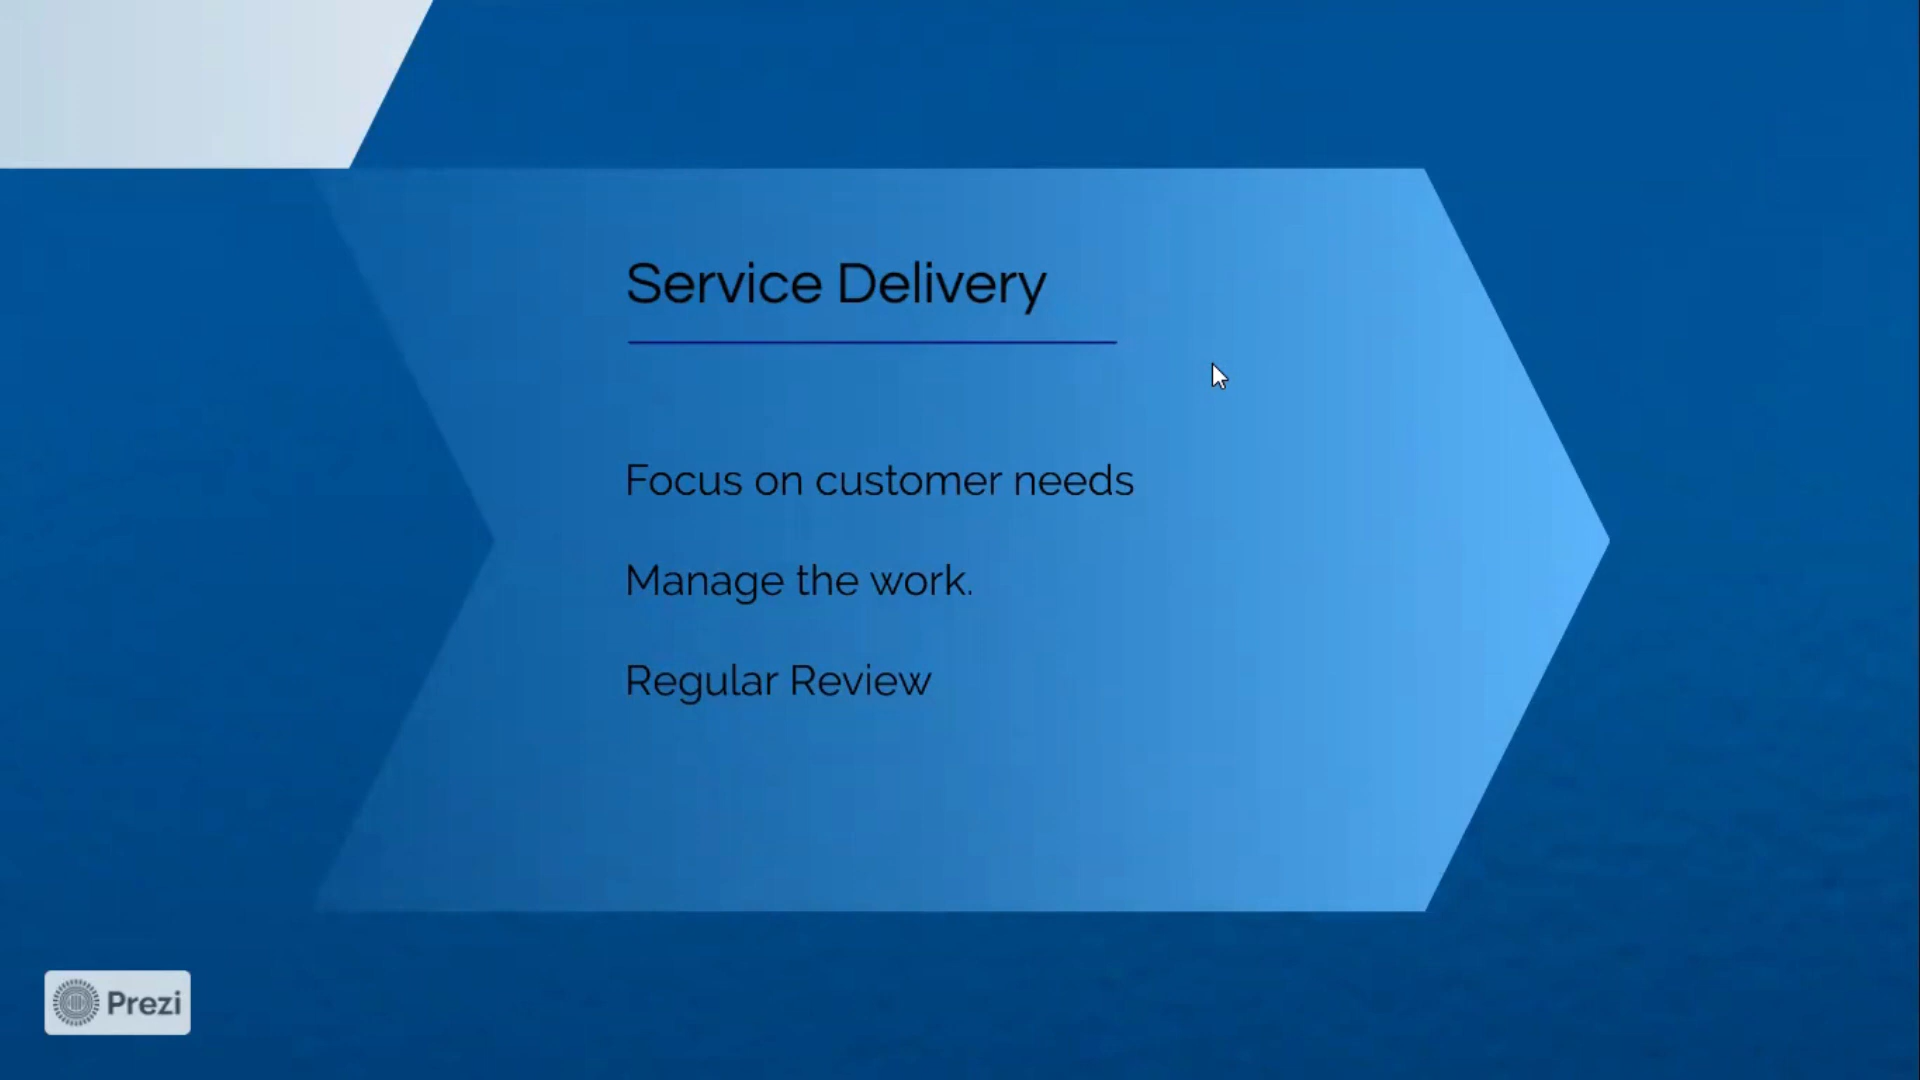 Service Delivery
Focus on customer needs
Manage the work.
Regular Review
Prezi